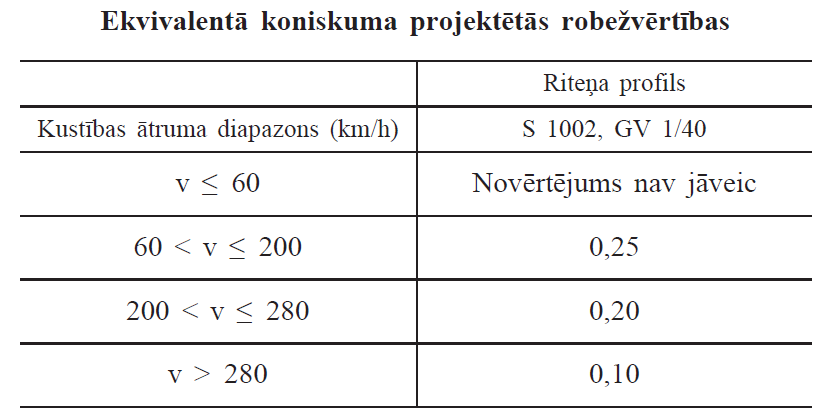 Ekvivalentā koniskuma projektētās robežvērtības
Riteņa profils
Kustības ātruma diapazons (km/h) S 1002, GV 1/40
v ≤ 60 Novērtējums nav jāveic
60 < v ≤ 200 0,25
200 < v ≤ 280 0,20
v > 280 0,10